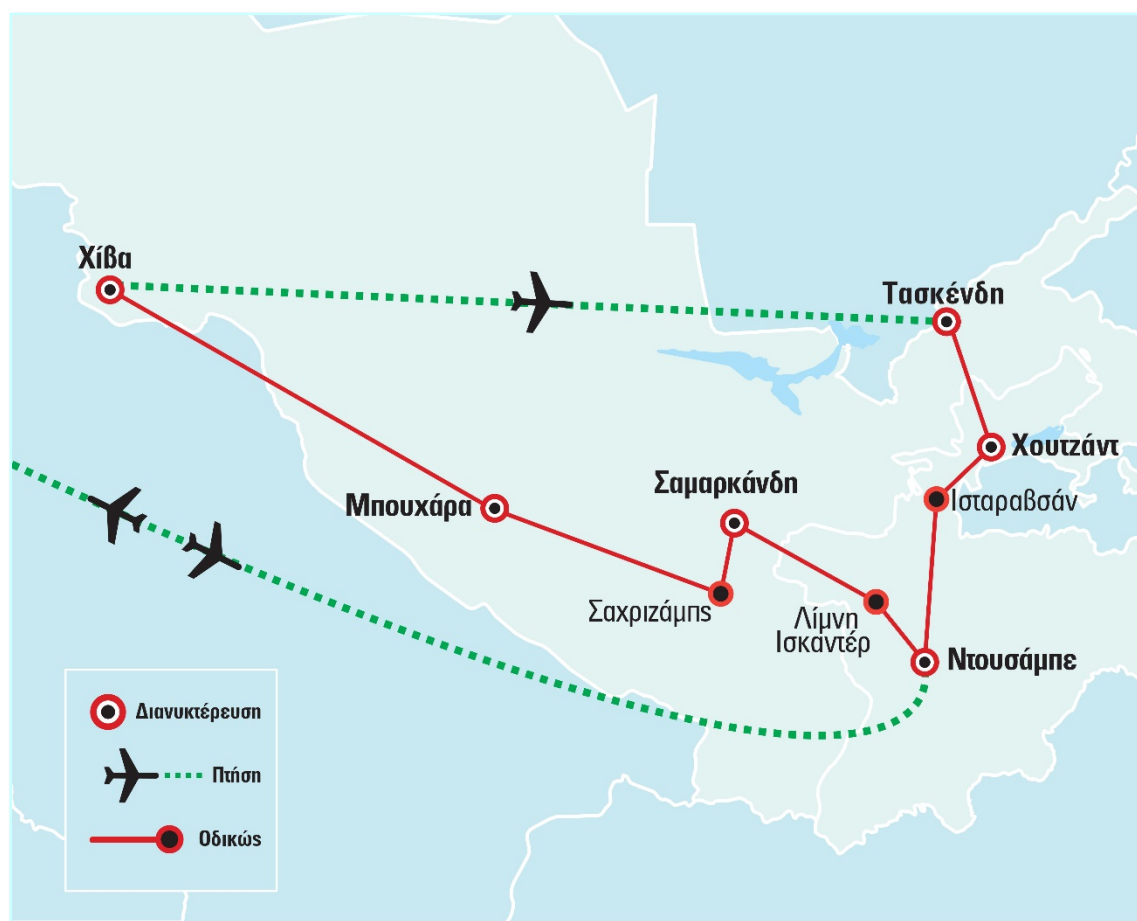 Χίβα
Τασκένδη
Χουτζάντ
Σαμαρκάνδη
Μπουχάρα
Ισταραβσάν
Σαχριζάμπς
Λίμνη
Ισκαντέρ
Ντουσάμπε
Διανυκτέρευση
Πτήση
Οδικώς